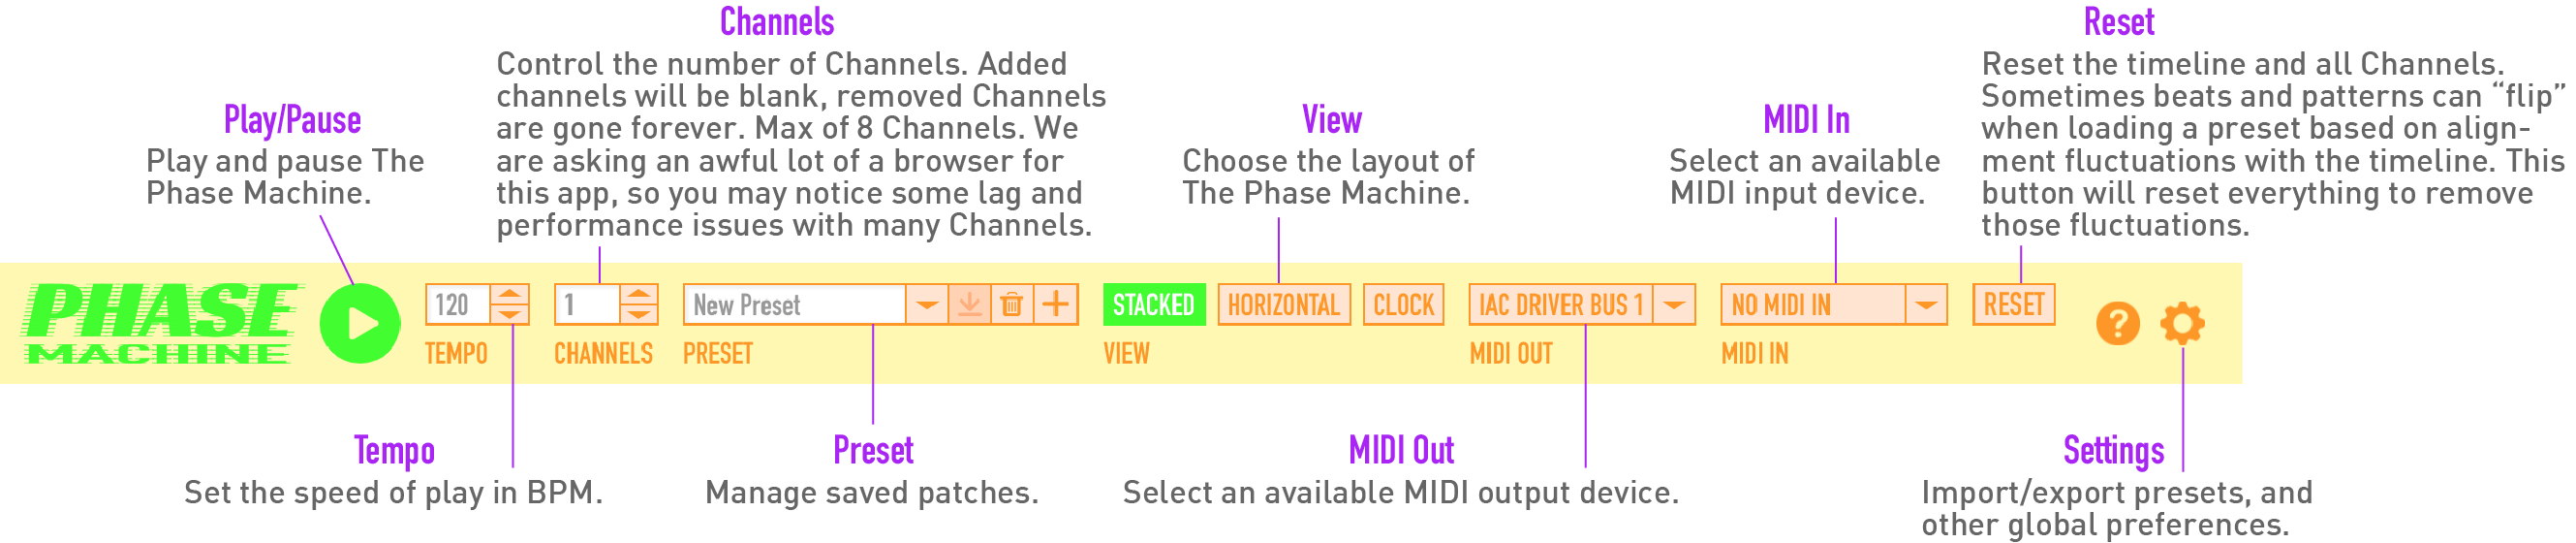 Channels
Control the number of Channels. Added
channels will be blank, removed Channels
are gone forever. Max of 8 Channels. We
are asking an awful lot of a browser for
this app, so you may notice some lag and
performance issues with many Channels.
Reset
Reset the timeline and all Channels.
Sometimes beats and patterns can “flip”
when loading a preset based on align-
ment fluctuations with the timeline. This
button will reset everything to remove
those fluctuations.
Play/Pause
Play and pause The
Phase Machine.
View
Choose the layout of
The Phase Machine.
MIDI In
Select an available
MIDI input device.
PHASE
MACHINE
120
TEMPO
1
CHANNELS
New Preset
PRESET
STACKED
HORIZONTAL
CLOCK
VIEW
IAC DRIVER BUS 1
MIDI OUT
NO MIDI IN
MIDI IN
RESET
?
Tempo
Set the speed of play in BPM.
Preset
Manage saved patches.
MIDI Out
Select an available MIDI output device.
Settings
Import/export presets, and
other global preferences.